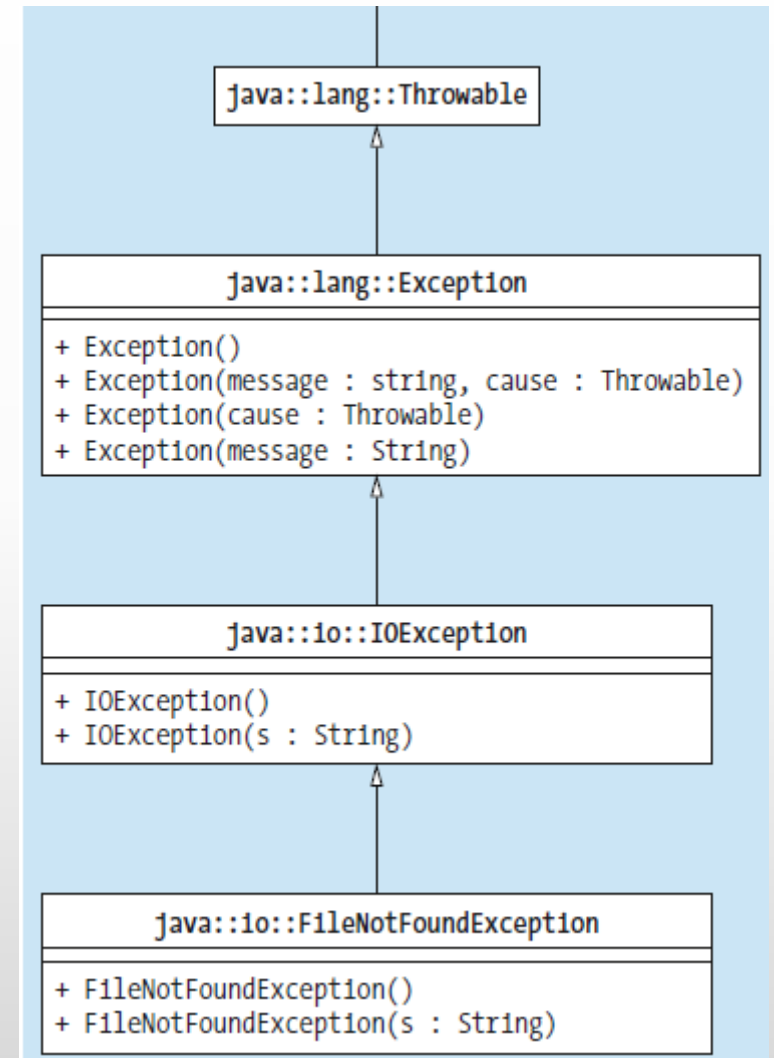 java::lang::Throwable
java::lang::Exception
+ Exception()
+ Exception(message : string, cause : Throwable)
+ Exception(cause : Throwable)
+ Exception(message : String)
java::io::IOException
+ IOException()
+ IOException(s : String)
java::io::FileNotFoundException
+ FileNotFoundException()
+ FileNotFoundException(s : String)